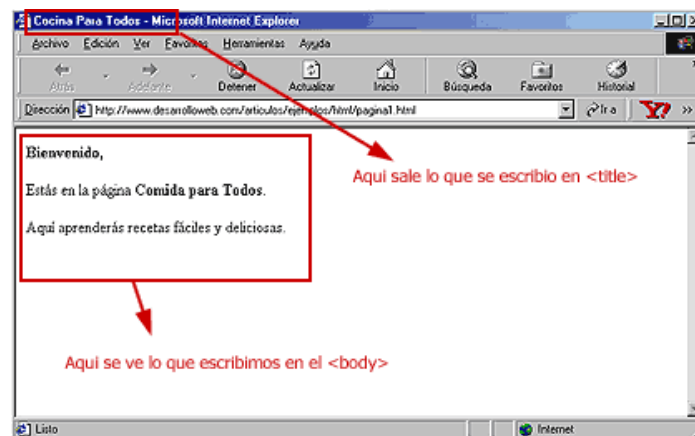 Cocina Para Todos - Microsoft Internet Explorer
Archivo Edición Ver Favoritos Herramientas Ayuda
Atrás Adelante Detener Actualizar Inicio Búsqueda Favoritos Historial
Dirección http://www.desarrolloweb.com/articulos/ejemplos/html/pagina1.html Ir a Y! »
Bienvenido,
Estás en la página Comida para Todos.
Aquí aprenderás recetas fáciles y deliciosas.
Aqui sale lo que se escribio en <title>
Aqui se ve lo que escribimos en el <body>
Listo Internet